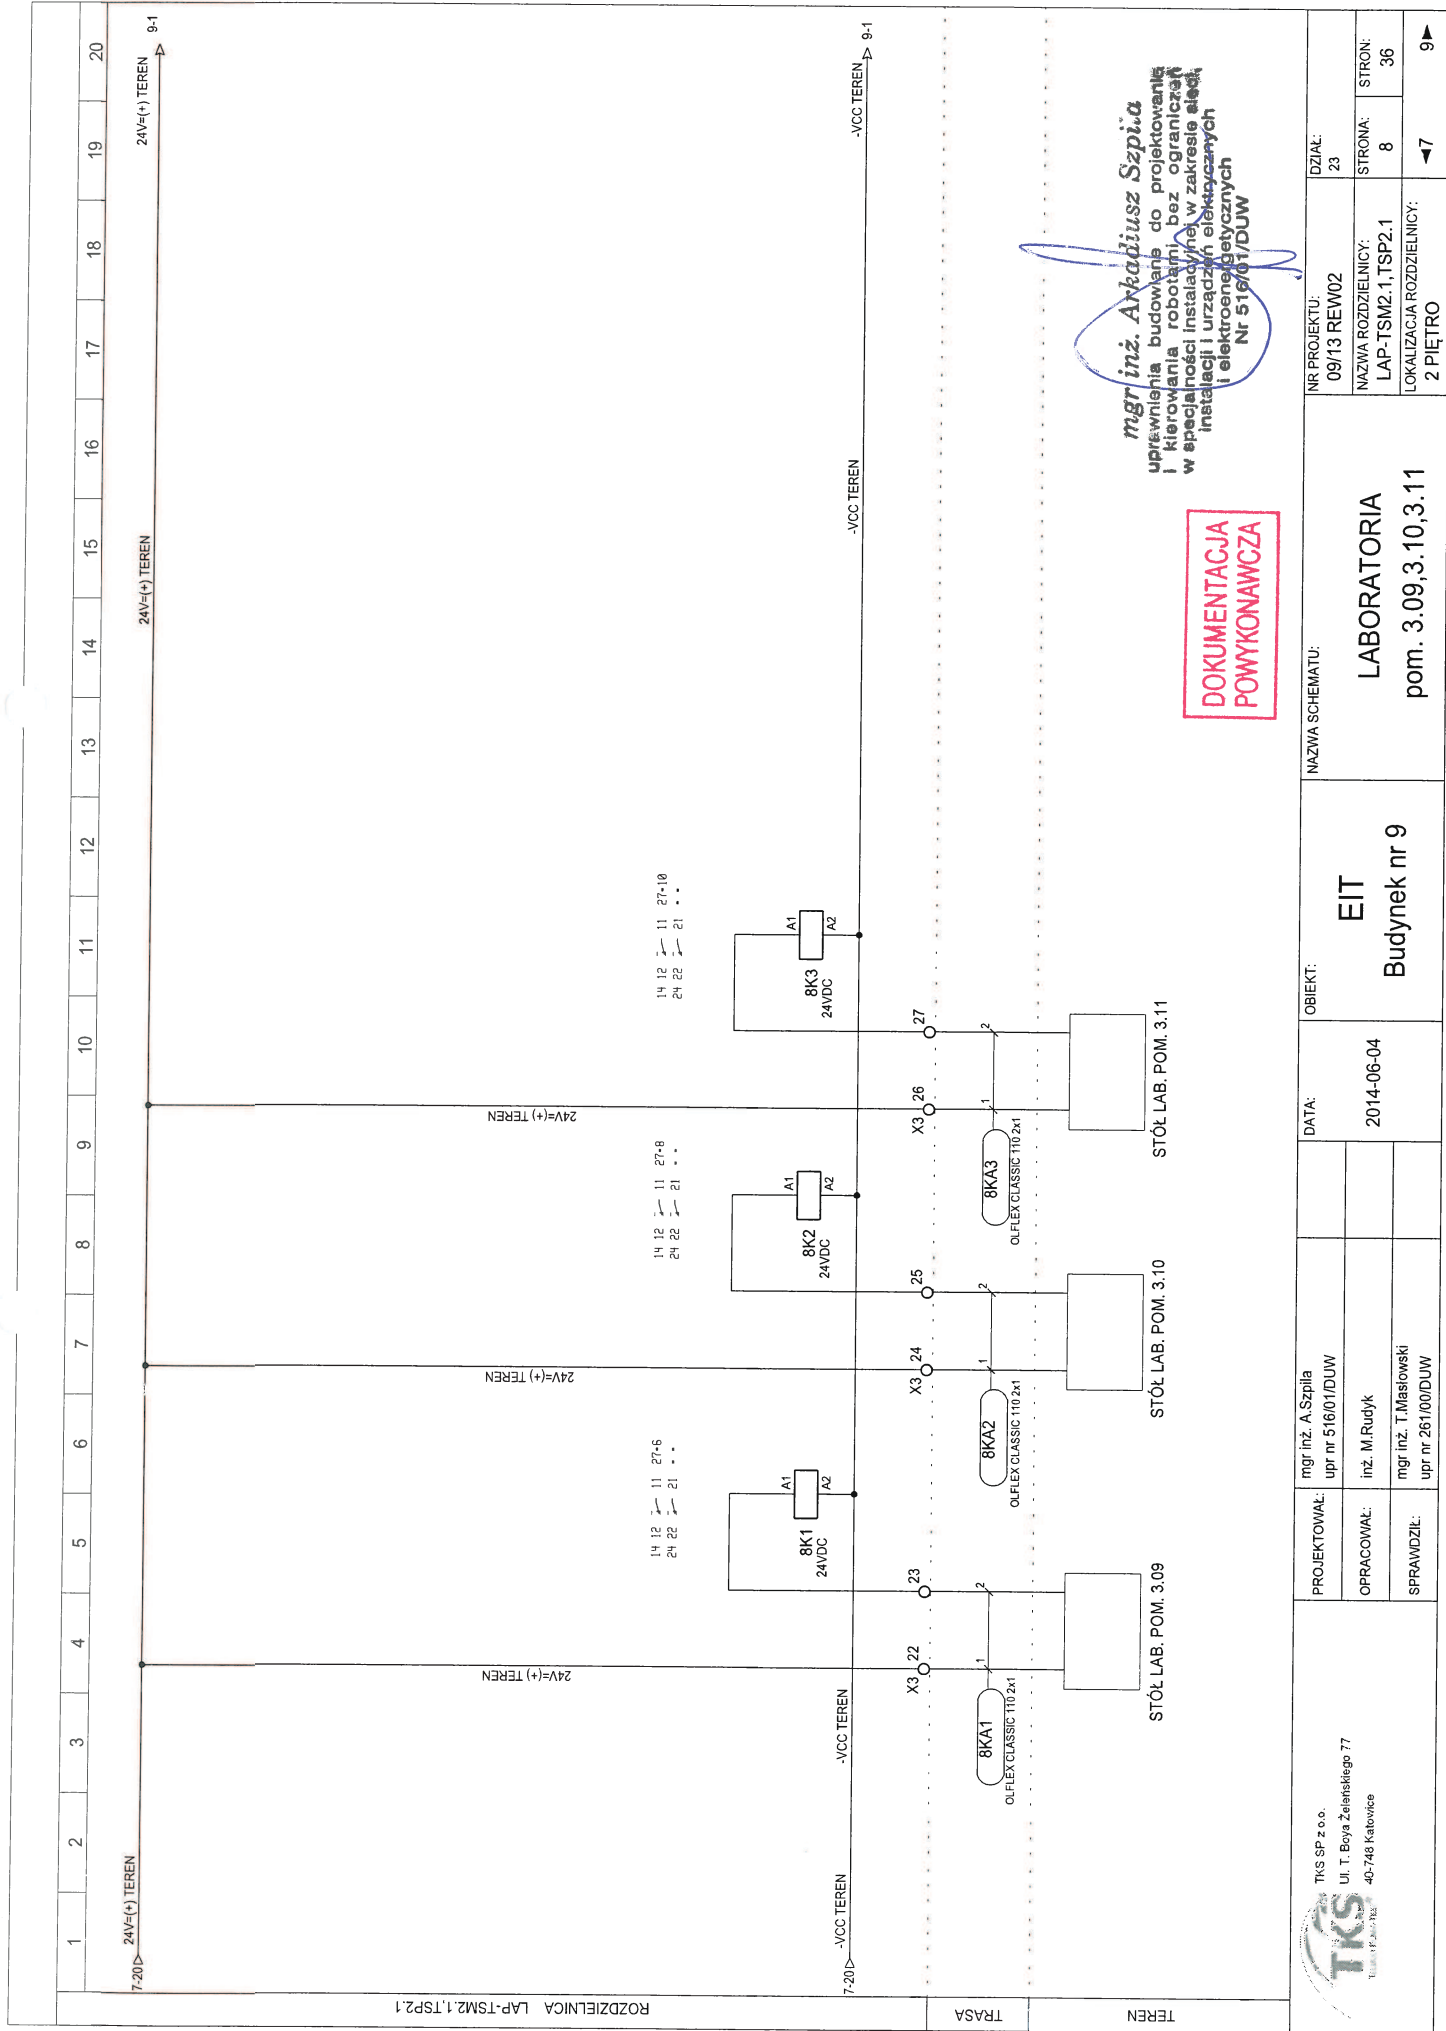 1 2 3 4 5 6 7 8 9 10 11 12 13 14 15 16 17 18 19 20
7-20 24V=(+) TEREN
24V=(+) TEREN
24V=(+) TEREN 9-1
24V=(+) TEREN
24V=(+) TEREN
24V=(+) TEREN
14 12 11 27-6
24 22 21 - -
14 12 11 27-8
24 22 21 - -
14 12 11 27-10
24 22 21 - -
A1
8K1
24VDC
A2
A1
8K2
24VDC
A2
A1
8K3
24VDC
A2
7-20 -VCC TEREN
-VCC TEREN
-VCC TEREN
-VCC TEREN 9-1
X3 22 23
X3 24 25
X3 26 27
8KA1 1 2
OLFLEX CLASSIC 110 2x1
8KA2 1 2
OLFLEX CLASSIC 110 2x1
8KA3 1 2
OLFLEX CLASSIC 110 2x1
STÓŁ LAB. POM. 3.09
STÓŁ LAB. POM. 3.10
STÓŁ LAB. POM. 3.11
ROZDZIELNICA LAP-TSM2.1,TSP2.1
TRASA
TEREN
DOKUMENTACJA
POWYKONAWCZA
mgr inż. Arkadiusz Szpila
uprawnienia budowlane do projektowania
i kierowania robotami bez ograniczeń
w specjalności instalacyjnej w zakresie sieci,
instalacji i urządzeń elektrycznych
i elektroenergetycznych
Nr 516/01/DUW
TKS
TKS SP z o.o.
Ul. T. Boya Żeleńskiego 77
40-748 Katowice
PROJEKTOWAŁ:
mgr inż. A.Szpila
upr nr 516/01/DUW
OPRACOWAŁ:
inż. M.Rudyk
SPRAWDZIŁ:
mgr inż. T.Masłowski
upr nr 261/00/DUW
DATA:
2014-06-04
OBIEKT:
EIT
Budynek nr 9
NAZWA SCHEMATU:
LABORATORIA
pom. 3.09,3.10,3.11
NR PROJEKTU:
09/13 REW02
DZIAŁ:
23
NAZWA ROZDZIELNICY:
LAP-TSM2.1,TSP2.1
STRONA:
8
STRON:
36
LOKALIZACJA ROZDZIELNICY:
2 PIĘTRO
◄7
9►